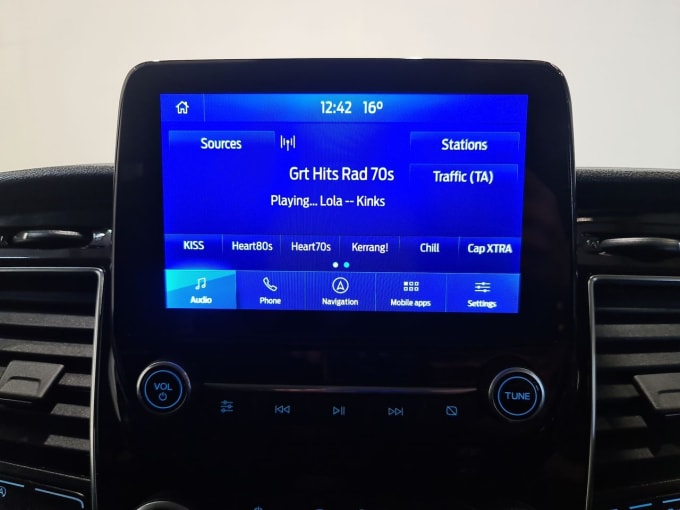 12:42 16º
Sources
Stations
Grt Hits Rad 70s
Traffic (TA)
Playing... Lola -- Kinks
KISS Heart80s Heart70s Kerrang! Chill Cap XTRA
Audio Phone Navigation Mobile apps Settings
VOL
TUNE